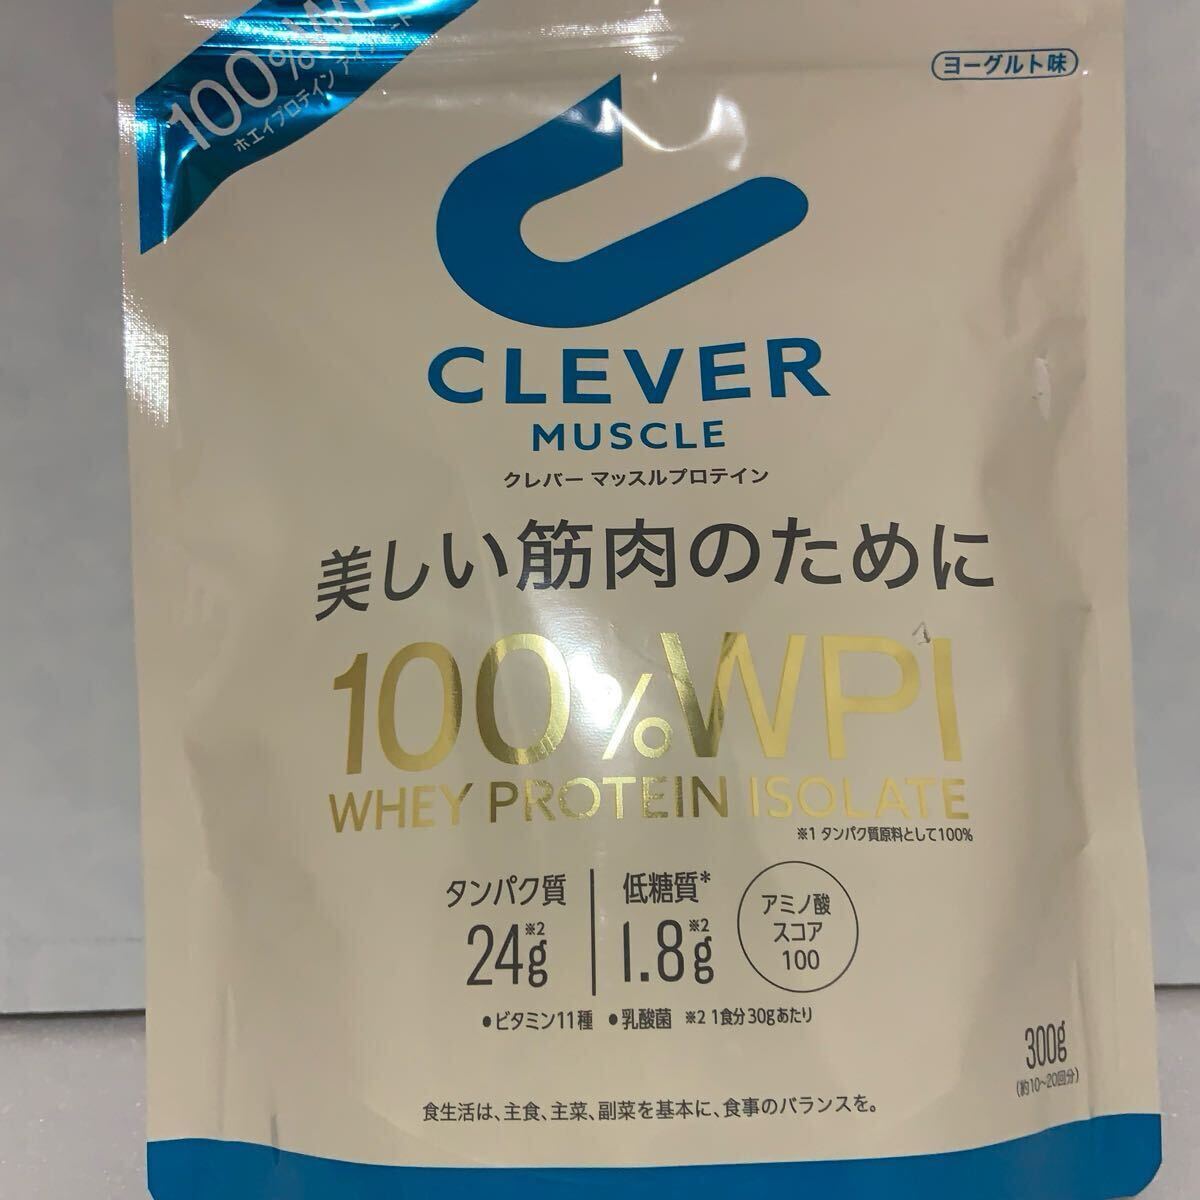 100%W
ホエイプロテイン アイソレート
ヨーグルト味
CLEVER
MUSCLE
クレバー マッスルプロテイン
美しい筋肉のために
100%WPI
WHEY PROTEIN ISOLATE
※1 タンパク質原料として100%
タンパク質
24g※2
低糖質*
1.8g※2
アミノ酸
スコア
100
●ビタミン11種 ●乳酸菌 ※2 1食分30gあたり
300g
(約10~20回分)
食生活は、主食、主菜、副菜を基本に、食事のバランスを。